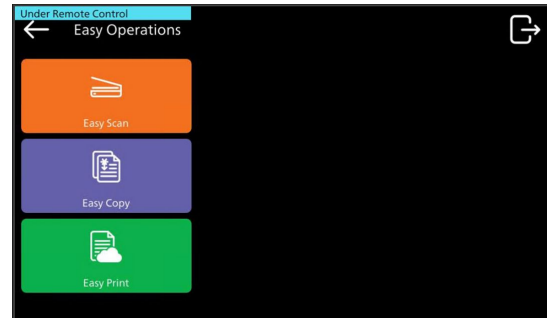 Under Remote Control
Easy Operations
Easy Scan
Easy Copy
Easy Print